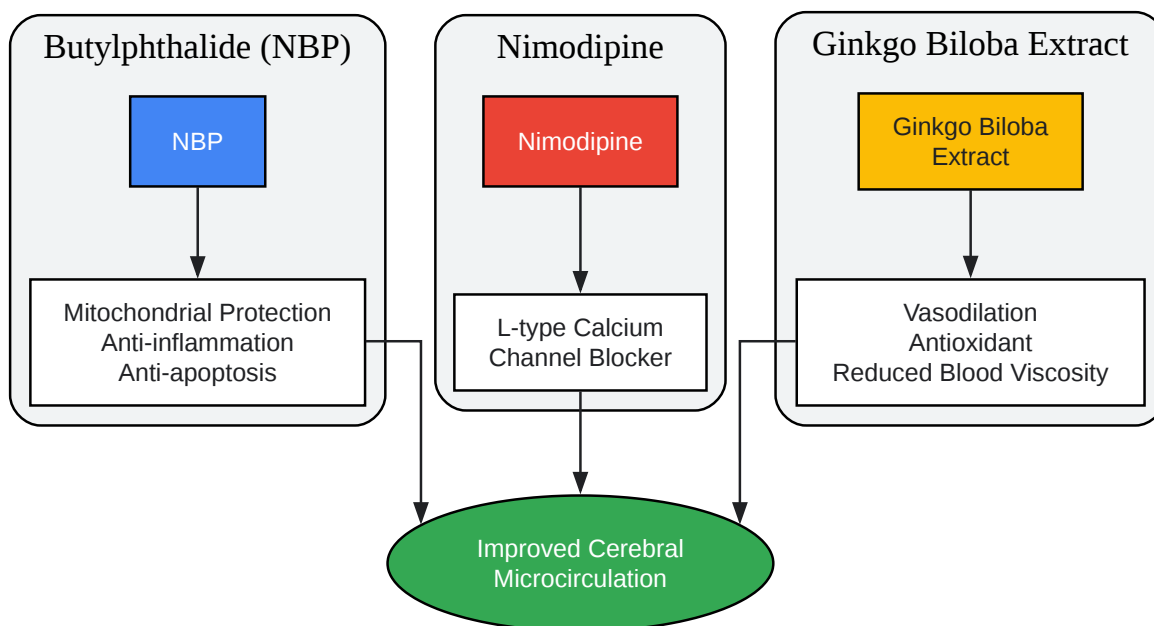 Butylphthalide (NBP)
NBP
Mitochondrial Protection
Anti-inflammation
Anti-apoptosis
Nimodipine
Nimodipine
L-type Calcium
Channel Blocker
Ginkgo Biloba Extract
Ginkgo Biloba
Extract
Vasodilation
Antioxidant
Reduced Blood Viscosity
Improved Cerebral
Microcirculation